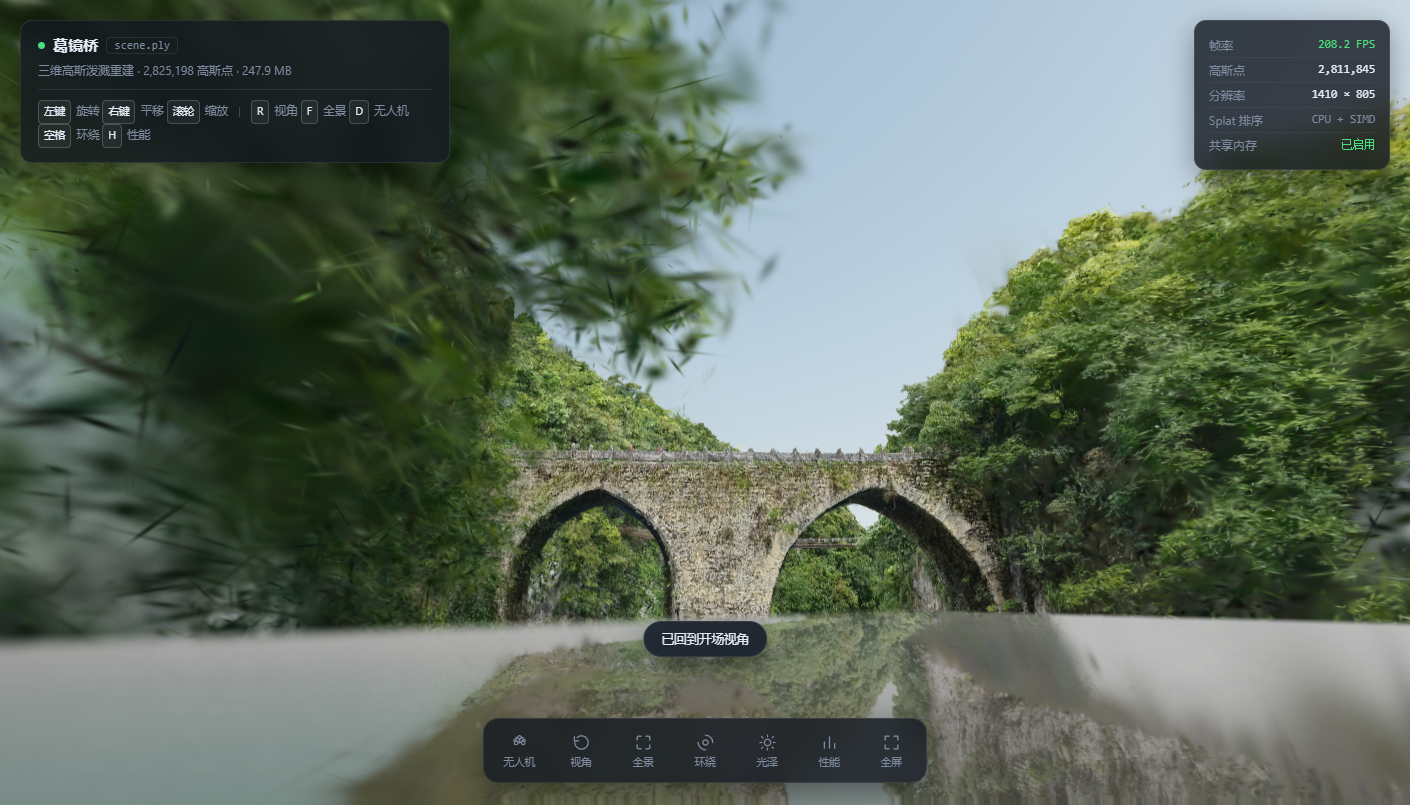 葛镜桥 scene.ply
三维高斯泼溅重建 · 2,825,198 高斯点 · 247.9 MB
左键 旋转 右键 平移 滚轮 缩放 | R 视角 F 全景 D 无人机
空格 环绕 H 性能
帧率 208.2 FPS
高斯点 2,811,845
分辨率 1410 × 805
Splat 排序 CPU + SIMD
共享内存 已启用
已回到开场视角
无人机 视角 全景 环绕 光泽 性能 全屏